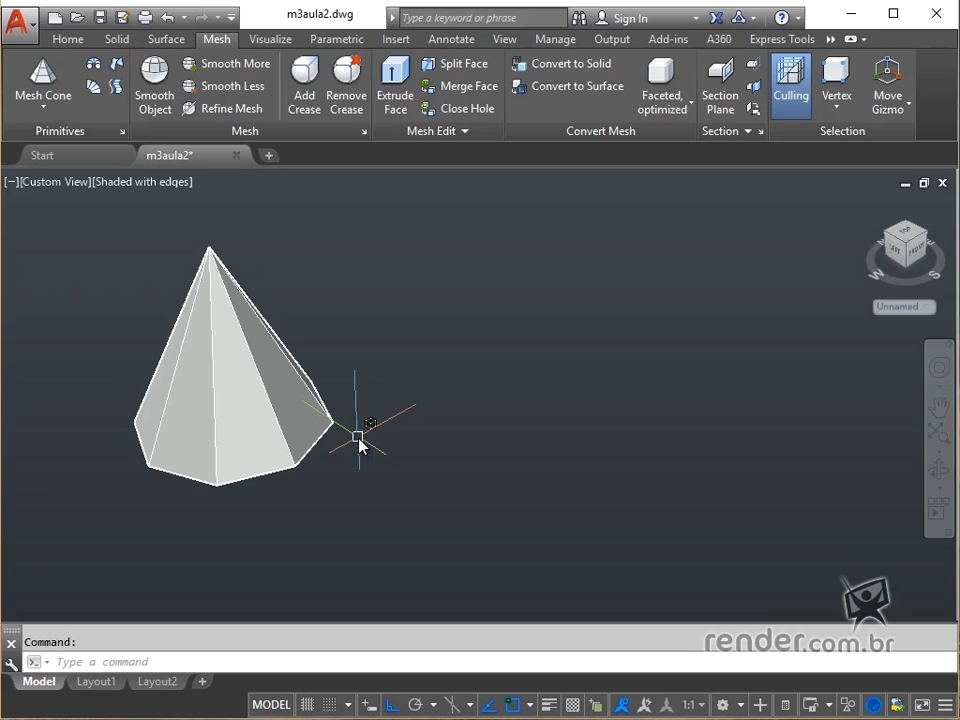 m3aula2.dwg
Type a keyword or phrase
Sign In
Home Solid Surface Mesh Visualize Parametric Insert Annotate View Manage Output Add-ins A360 Express Tools
Mesh Cone
Smooth Object
Smooth More
Smooth Less
Refine Mesh
Add Crease
Remove Crease
Extrude Face
Split Face
Merge Face
Close Hole
Convert to Solid
Convert to Surface
Faceted, optimized
Section Plane
Culling
Vertex
Move Gizmo
Primitives Mesh Mesh Edit Convert Mesh Section Selection
Start m3aula2*
[−][Custom View][Shaded with edges]
TOP
LEFT FRONT
W S
Unnamed
render.com.br
Command:
Type a command
Model Layout1 Layout2
MODEL 1:1